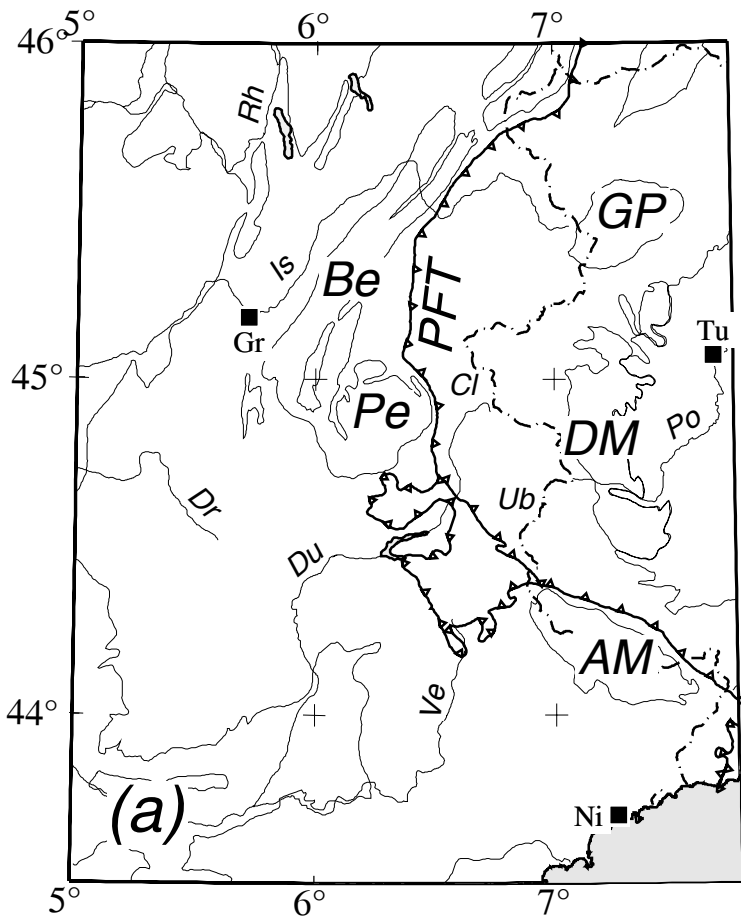 5° 6° 7°
46°
Rh
GP
Is
Be
PFT
Gr
Tu
45°
Cl
Pe
DM
Po
Dr
Ub
Du
AM
Ve
44°
(a)
Ni
5° 6° 7°